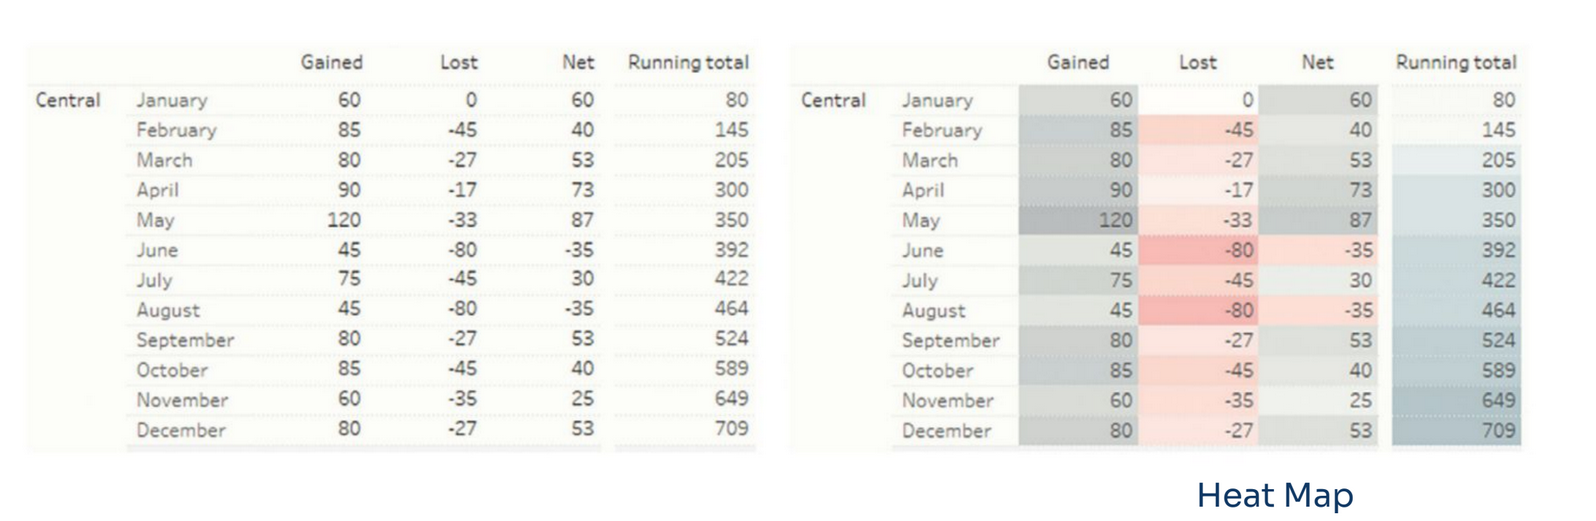 Gained Lost Net Running total
Central January 60 0 60 80
February 85 -45 40 145
March 80 -27 53 205
April 90 -17 73 300
May 120 -33 87 350
June 45 -80 -35 392
July 75 -45 30 422
August 45 -80 -35 464
September 80 -27 53 524
October 85 -45 40 589
November 60 -35 25 649
December 80 -27 53 709
Gained Lost Net Running total
Central January 60 0 60 80
February 85 -45 40 145
March 80 -27 53 205
April 90 -17 73 300
May 120 -33 87 350
June 45 -80 -35 392
July 75 -45 30 422
August 45 -80 -35 464
September 80 -27 53 524
October 85 -45 40 589
November 60 -35 25 649
December 80 -27 53 709
Heat Map